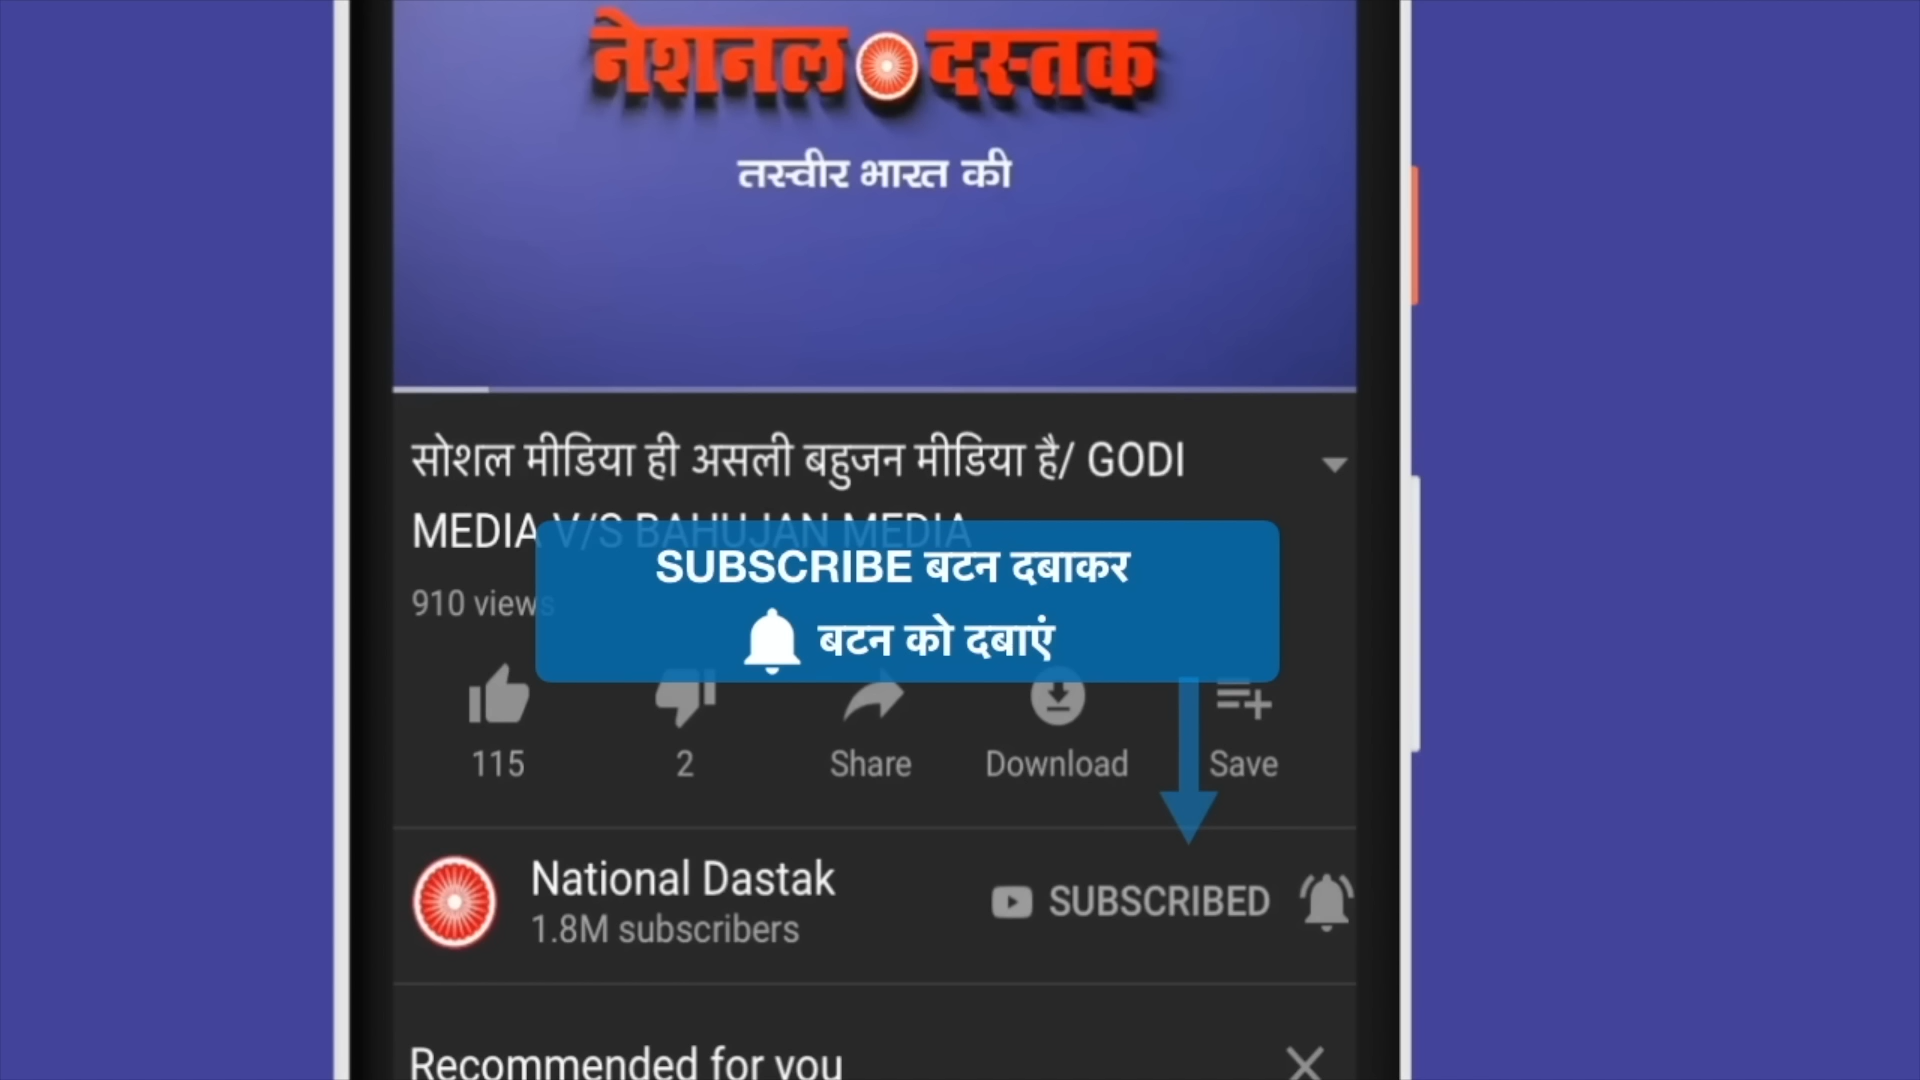 नेशनल दस्तक
तस्वीर भारत की
सोशल मीडिया ही असली बहुजन मीडिया है/ GODI
MEDIA V/S BAHUJAN MEDIA
910 views
SUBSCRIBE बटन दबाकर
बटन को दबाएं
115
2
Share
Download
Save
National Dastak
1.8M subscribers
SUBSCRIBED
Recommended for you